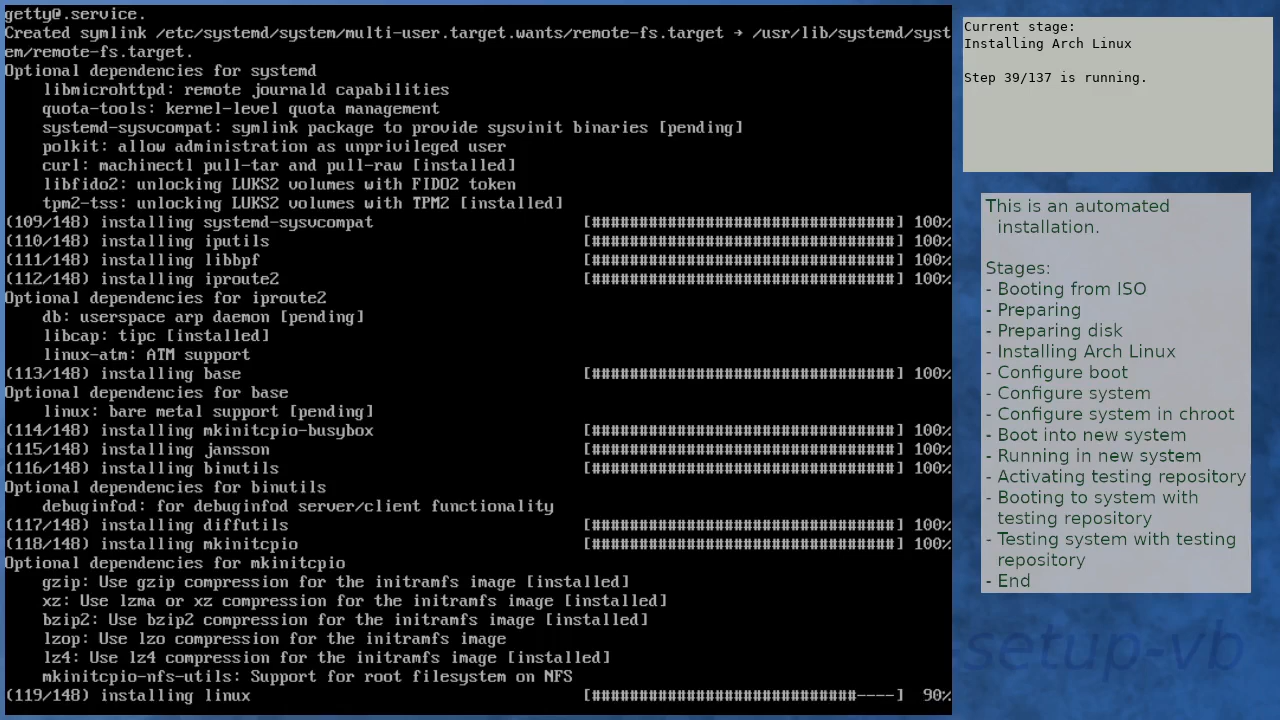 getty@.service.
Created symlink /etc/systemd/system/multi-user.target.wants/remote-fs.target → /usr/lib/systemd/syst
em/remote-fs.target.
Optional dependencies for systemd
    libmicrohttpd: remote journald capabilities
    quota-tools: kernel-level quota management
    systemd-sysvcompat: symlink package to provide sysvinit binaries [pending]
    polkit: allow administration as unprivileged user
    curl: machinectl pull-tar and pull-raw [installed]
    libfido2: unlocking LUKS2 volumes with FIDO2 token
    tpm2-tss: unlocking LUKS2 volumes with TPM2 [installed]
(109/148) installing systemd-sysvcompat [################################] 100%
(110/148) installing iputils [################################] 100%
(111/148) installing libbpf [################################] 100%
(112/148) installing iproute2 [################################] 100%
Optional dependencies for iproute2
    db: userspace arp daemon [pending]
    libcap: tipc [installed]
    linux-atm: ATM support
(113/148) installing base [################################] 100%
Optional dependencies for base
    linux: bare metal support [pending]
(114/148) installing mkinitcpio-busybox [################################] 100%
(115/148) installing jansson [################################] 100%
(116/148) installing binutils [################################] 100%
Optional dependencies for binutils
    debuginfod: for debuginfod server/client functionality
(117/148) installing diffutils [################################] 100%
(118/148) installing mkinitcpio [################################] 100%
Optional dependencies for mkinitcpio
    gzip: Use gzip compression for the initramfs image [installed]
    xz: Use lzma or xz compression for the initramfs image [installed]
    bzip2: Use bzip2 compression for the initramfs image [installed]
    lzop: Use lzo compression for the initramfs image
    lz4: Use lz4 compression for the initramfs image [installed]
    mkinitcpio-nfs-utils: Support for root filesystem on NFS
(119/148) installing linux [############################----] 90%
Current stage:
Installing Arch Linux
Step 39/137 is running.
This is an automated
installation.
Stages:
- Booting from ISO
- Preparing
- Preparing disk
- Installing Arch Linux
- Configure boot
- Configure system
- Configure system in chroot
- Boot into new system
- Running in new system
- Activating testing repository
- Booting to system with
testing repository
- Testing system with testing
repository
- End
setup-vb